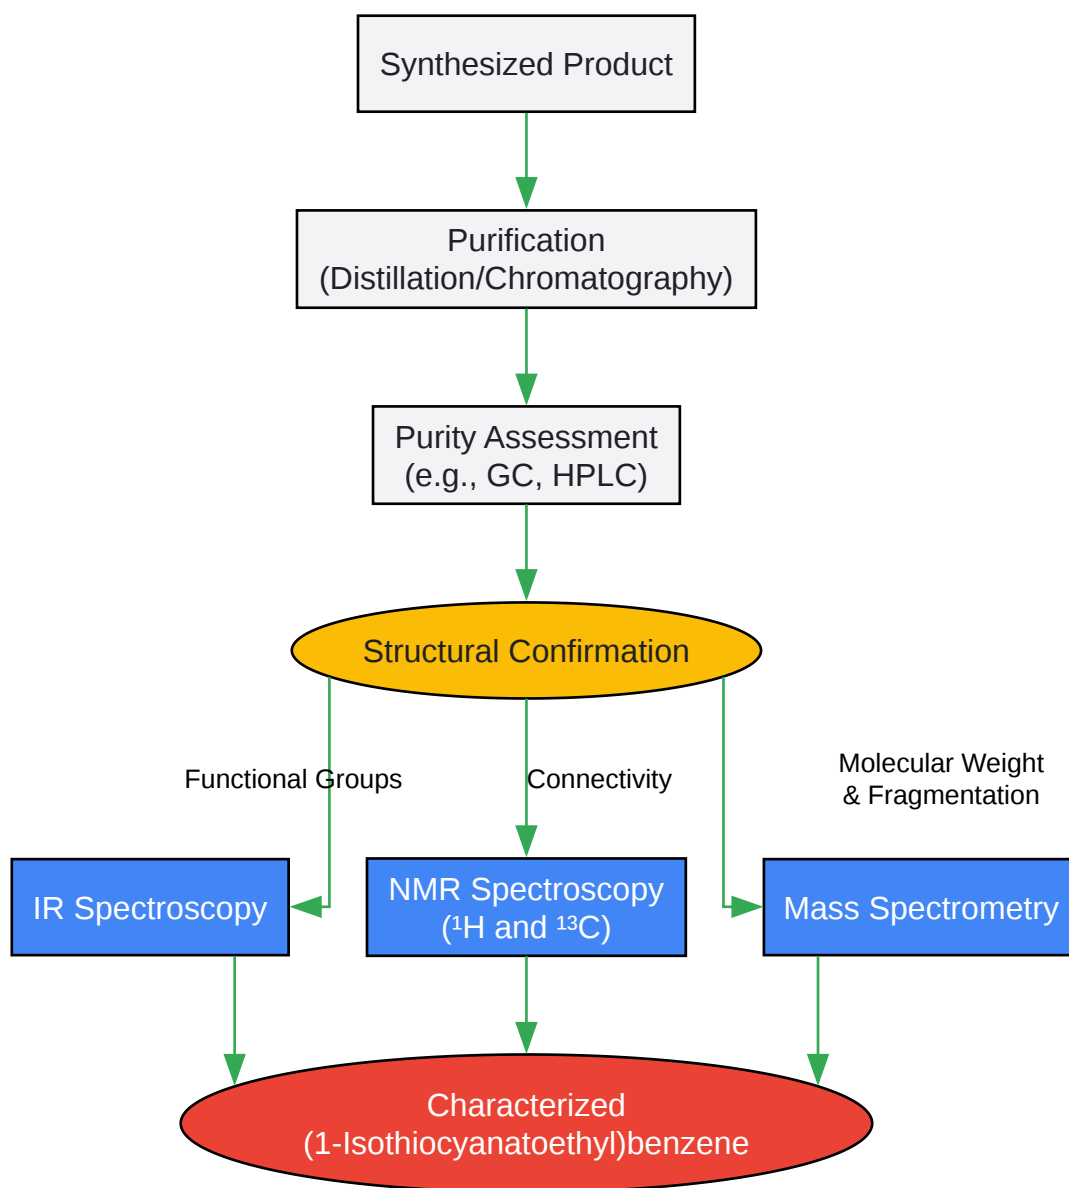 Synthesized Product
Purification
(Distillation/Chromatography)
Purity Assessment
(e.g., GC, HPLC)
Structural Confirmation
Functional Groups
Connectivity
Molecular Weight
& Fragmentation
IR Spectroscopy
NMR Spectroscopy
(¹H and ¹³C)
Mass Spectrometry
Characterized
(1-Isothiocyanatoethyl)benzene